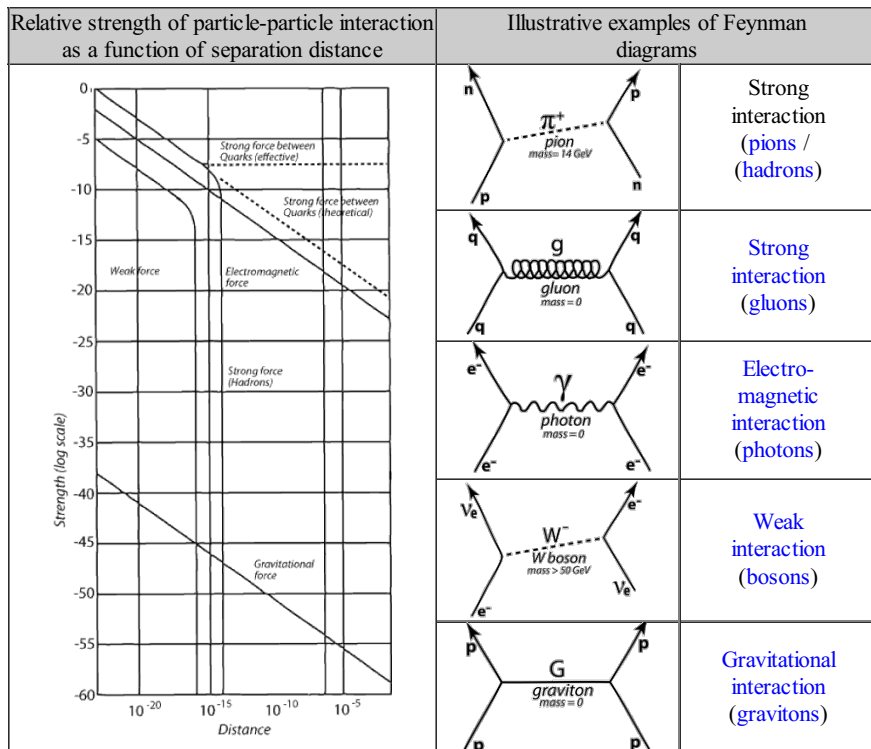 Relative strength of particle-particle interaction
as a function of separation distance
Illustrative examples of Feynman
diagrams
0
-5
-10
-15
-20
-25
-30
-35
-40
-45
-50
-55
-60
Strength (log scale)
Strong force between
Quarks (effective)
Strong force between
Quarks (theoretical)
Weak force
Electromagnetic
force
Strong force
(Hadrons)
Gravitational
force
10⁻²⁰
10⁻¹⁵
10⁻¹⁰
10⁻⁵
Distance
n
p
π⁺
pion
mass=14 GeV
p
n
Strong
interaction
(pions /
(hadrons)
q
q
g
gluon
mass=0
q
q
Strong
interaction
(gluons)
e⁻
e⁻
γ
photon
mass=0
e⁻
e⁻
Electro-
magnetic
interaction
(photons)
νe
e⁻
W⁻
W boson
mass > 50 GeV
νe
e⁻
Weak
interaction
(bosons)
p
p
G
graviton
mass=0
p
p
Gravitational
interaction
(gravitons)